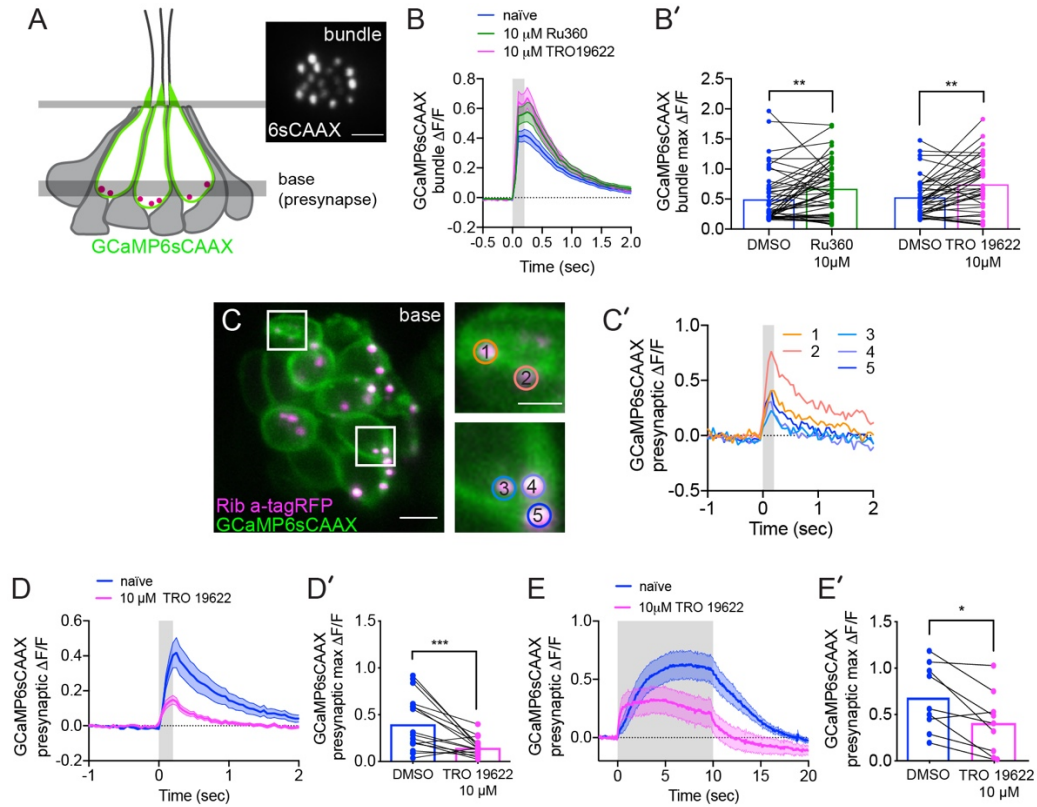 A
bundle
6sCAAX
base
(presynapse)
GCaMP6sCAAX
B
naïve
10 μM Ru360
10 μM TRO19622
GCaMP6sCAAX
bundle ΔF/F
0.8
0.6
0.4
0.2
0.0
-0.2
-0.5 0.0 0.5 1.0 1.5 2.0
Time (sec)
B′
GCaMP6sCAAX
bundle max ΔF/F
2.5
2.0
1.5
1.0
0.5
0.0
** **
DMSO Ru360 DMSO TRO 19622
10μM 10μM
C
base
Rib a-tagRFP
GCaMP6sCAAX
1
2
3 4
5
C′
GCaMP6sCAAX
presynaptic ΔF/F
1.0
0.5
0.0
-0.5
1 3
2 4
5
-1 0 1 2
Time (sec)
D
naïve
10 μM TRO 19622
GCaMP6sCAAX
presynaptic ΔF/F
0.6
0.4
0.2
0.0
-0.2
-1 0 1 2
Time (sec)
D′
GCaMP6sCAAX
presynaptic max ΔF/F
1.5
1.0
0.5
0.0
***
DMSO TRO 19622
10 μM
E
naïve
10μM TRO 19622
GCaMP6sCAAX
presynaptic ΔF/F
1.0
0.5
0.0
0 5 10 15 20
Time (sec)
E′
GCaMP6sCAAX
presynaptic max ΔF/F
1.5
1.0
0.5
0.0
*
DMSO TRO 19622
10 μM